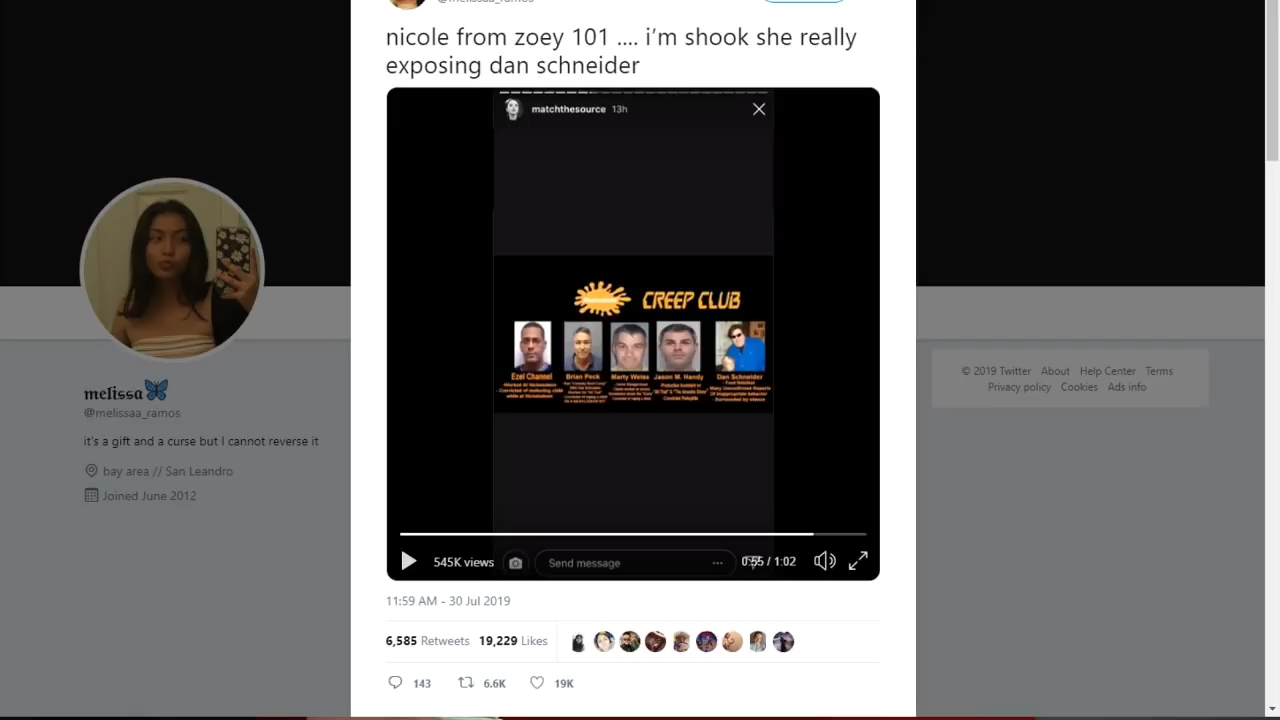 @melissaa_ramos
nicole from zoey 101 .... i'm shook she really
exposing dan schneider
matchthesource 13h
CREEP CLUB
Ezel Channel
Brian Peck
Marty Weiss
Jason M. Handy
Dan Schneider
545K views
Send message
0:55 / 1:02
11:59 AM - 30 Jul 2019
6,585 Retweets 19,229 Likes
143 6.6K 19K
melissa
@melissaa_ramos
it's a gift and a curse but I cannot reverse it
bay area // San Leandro
Joined June 2012
© 2019 Twitter About Help Center Terms
Privacy policy Cookies Ads info